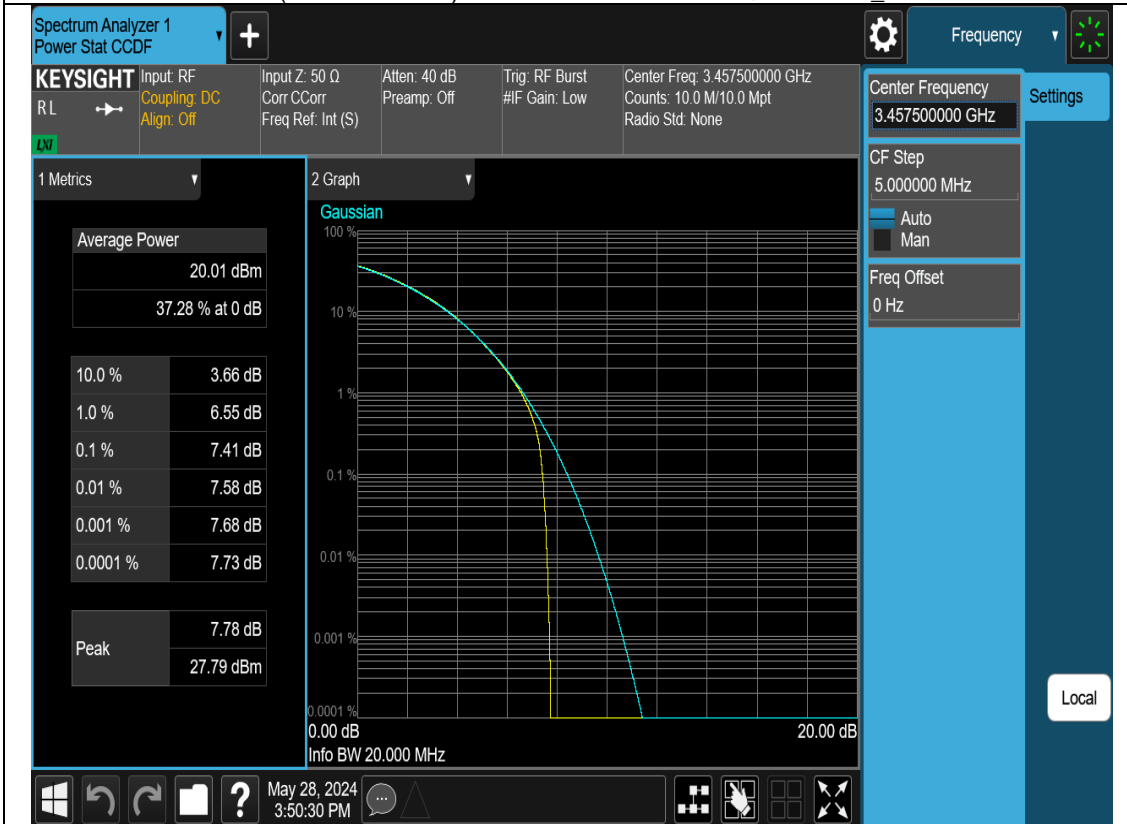 Spectrum Analyzer 1
Power Stat CCDF
Frequency
KEYSIGHT
RL
LXI
Input: RF
Coupling: DC
Align: Off
Input Z: 50 Ω
Corr CCorr
Freq Ref: Int (S)
Atten: 40 dB
Preamp: Off
Trig: RF Burst
#IF Gain: Low
Center Freq: 3.457500000 GHz
Counts: 10.0 M/10.0 Mpt
Radio Std: None
1 Metrics
Average Power
20.01 dBm
37.28 % at 0 dB
10.0 % 3.66 dB
1.0 % 6.55 dB
0.1 % 7.41 dB
0.01 % 7.58 dB
0.001 % 7.68 dB
0.0001 % 7.73 dB
Peak
7.78 dB
27.79 dBm
2 Graph
Gaussian
100 %
10 %
1 %
0.1 %
0.01 %
0.001 %
0.0001 %
0.00 dB 20.00 dB
Info BW 20.000 MHz
Center Frequency
3.457500000 GHz
Settings
CF Step
5.000000 MHz
Auto
Man
Freq Offset
0 Hz
Local
?
May 28, 2024
3:50:30 PM